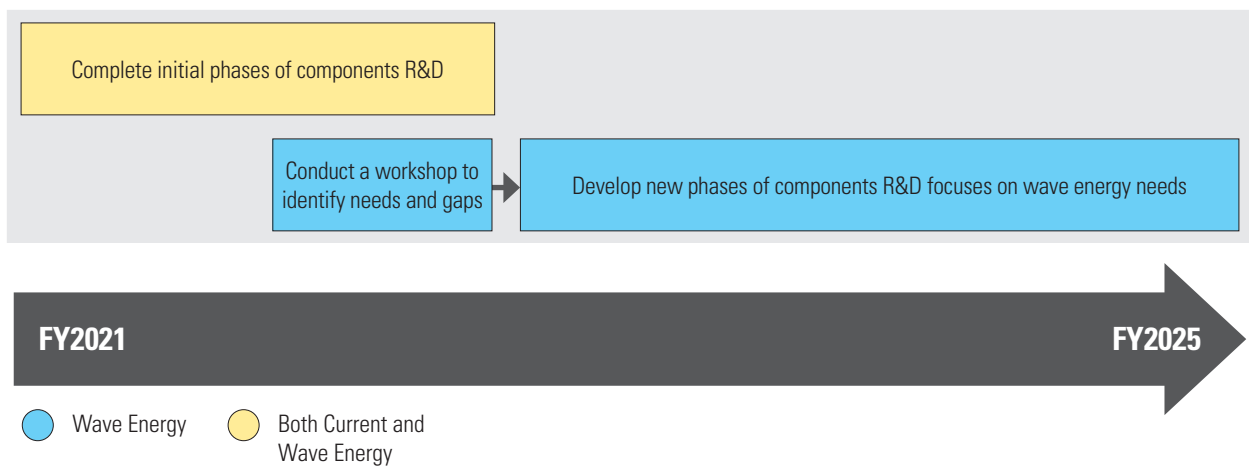 Complete initial phases of components R&D
Conduct a workshop to
identify needs and gaps
Develop new phases of components R&D focuses on wave energy needs
FY2021
FY2025
Wave Energy
Both Current and
Wave Energy